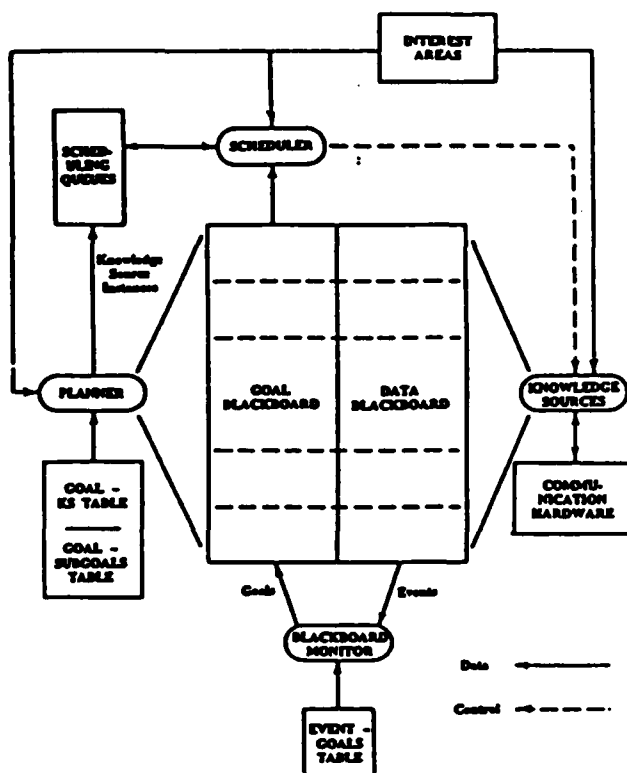 INTEREST
AREAS
SCHED-
ULING
QUEUES
SCHEDULER
Knowledge
Source
Instances
PLANNER
GOAL
BLACKBOARD
DATA
BLACKBOARD
KNOWLEDGE
SOURCES
GOAL -
KS TABLE
GOAL -
SUBGOALS
TABLE
COMMU-
NICATION
HARDWARE
Goals
Events
BLACKBOARD
MONITOR
Data
Control
EVENT -
GOALS
TABLE